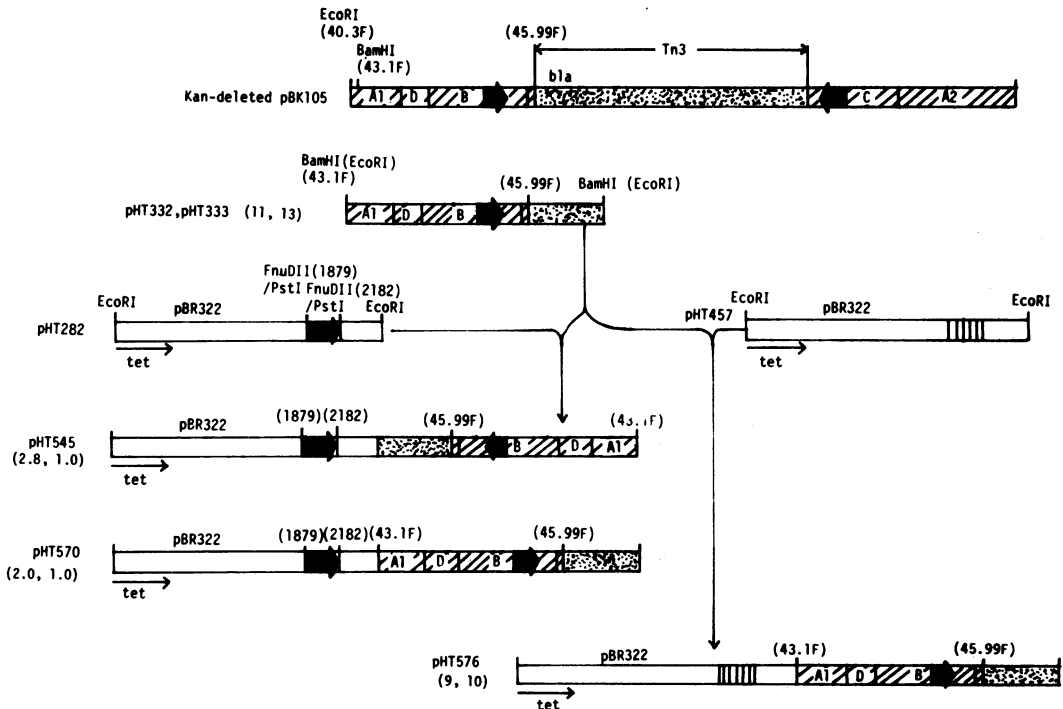 EcoRI
(40.3F)
BamHI
(43.1F)
(45.99F)
Tn3
bla
Kan-deleted pBK105
A1 D B C A2
BamHI(EcoRI)
(43.1F)
(45.99F)
BamHI (EcoRI)
pHT332,pHT333 (11, 13)
A1 D B
FnuDII(1879)
/PstI FnuDII(2182)
/PstI
EcoRI
pBR322
EcoRI
pHT282
tet
pHT457
EcoRI
pBR322
EcoRI
tet
pBR322
(1879)(2182)
(45.99F)
(43.1F)
pHT545
(2.8, 1.0)
B D A1
tet
pBR322
(1879)(2182)(43.1F)
(45.99F)
pHT570
(2.0, 1.0)
A1 D B
tet
pBR322
(43.1F)
(45.99F)
pHT576
(9, 10)
A1 D B
tet